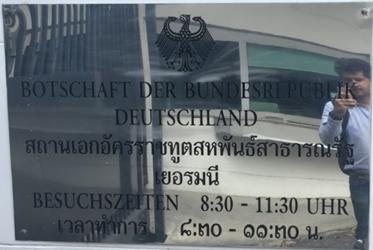 BOTSCHAFT DER BUNDESREPUBLIK
DEUTSCHLAND
สถานเอกอัครราชทูตสหพันธ์สาธารณรัฐ
เยอรมนี
BESUCHSZEITEN 8:30 - 11:30 UHR
เวลาทำการ ๘:๓๐ - ๑๑:๓๐ น.